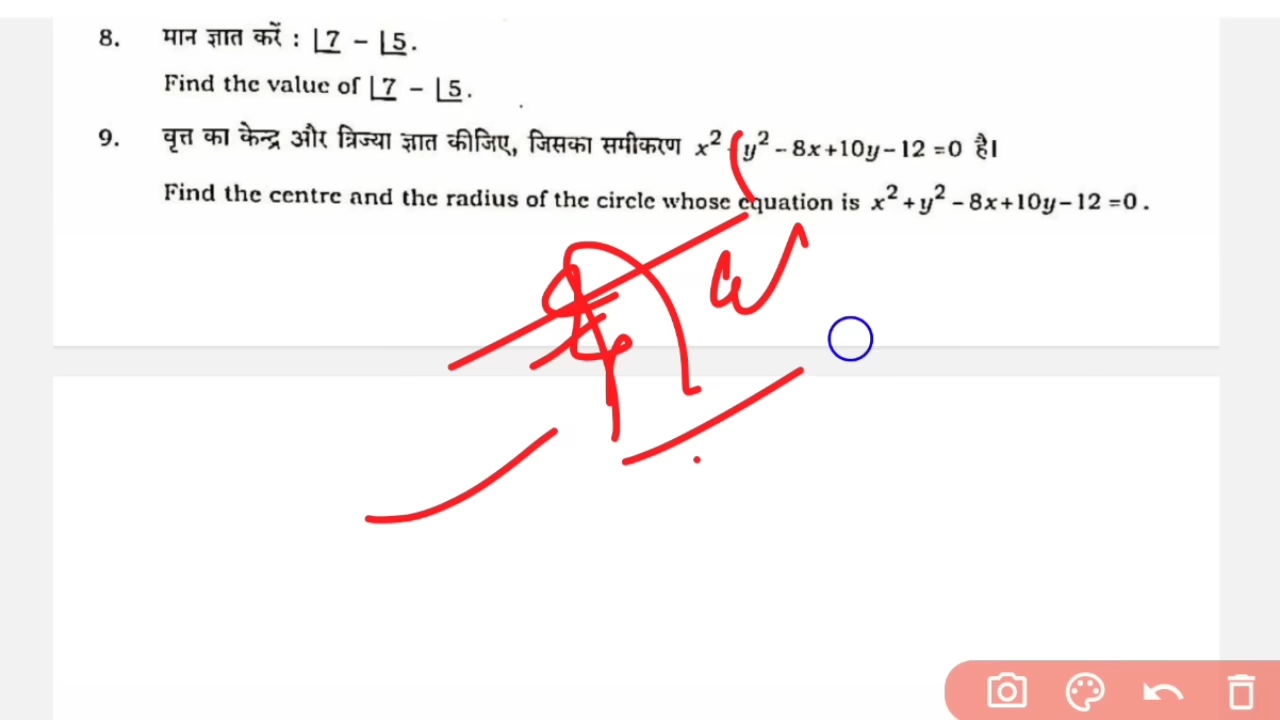 8. मान ज्ञात करें : ⌊7 – ⌊5.
Find the value of ⌊7 – ⌊5.
9. वृत्त का केन्द्र और त्रिज्या ज्ञात कीजिए, जिसका समीकरण x² y² – 8x+10y–12 =0 है।
Find the centre and the radius of the circle whose equation is x²+y² – 8x+10y–12 =0.